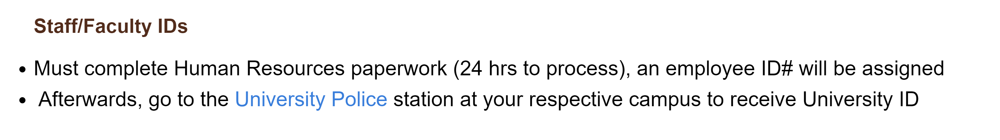 Staff/Faculty IDs
• Must complete Human Resources paperwork (24 hrs to process), an employee ID# will be assigned
• Afterwards, go to the University Police station at your respective campus to receive University ID